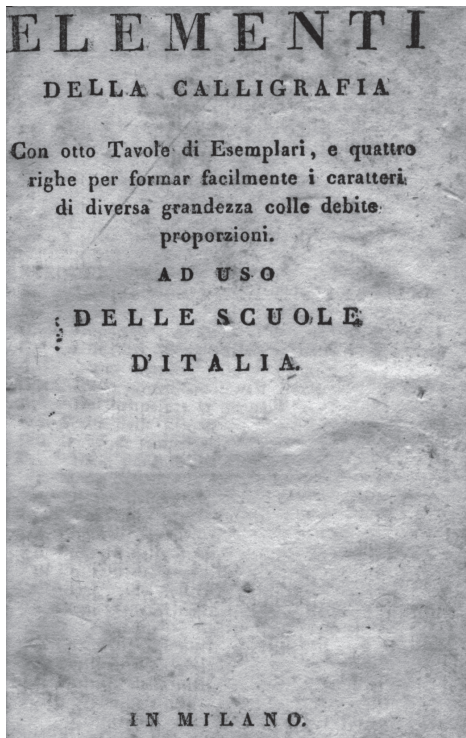 ELEMENTI
DELLA CALLIGRAFIA
Con otto Tavole di Esemplari, e quattro
righe per formar facilmente i caratteri
di diversa grandezza colle debite
proporzioni.
AD USO
DELLE SCUOLE
D'ITALIA.
IN MILANO.